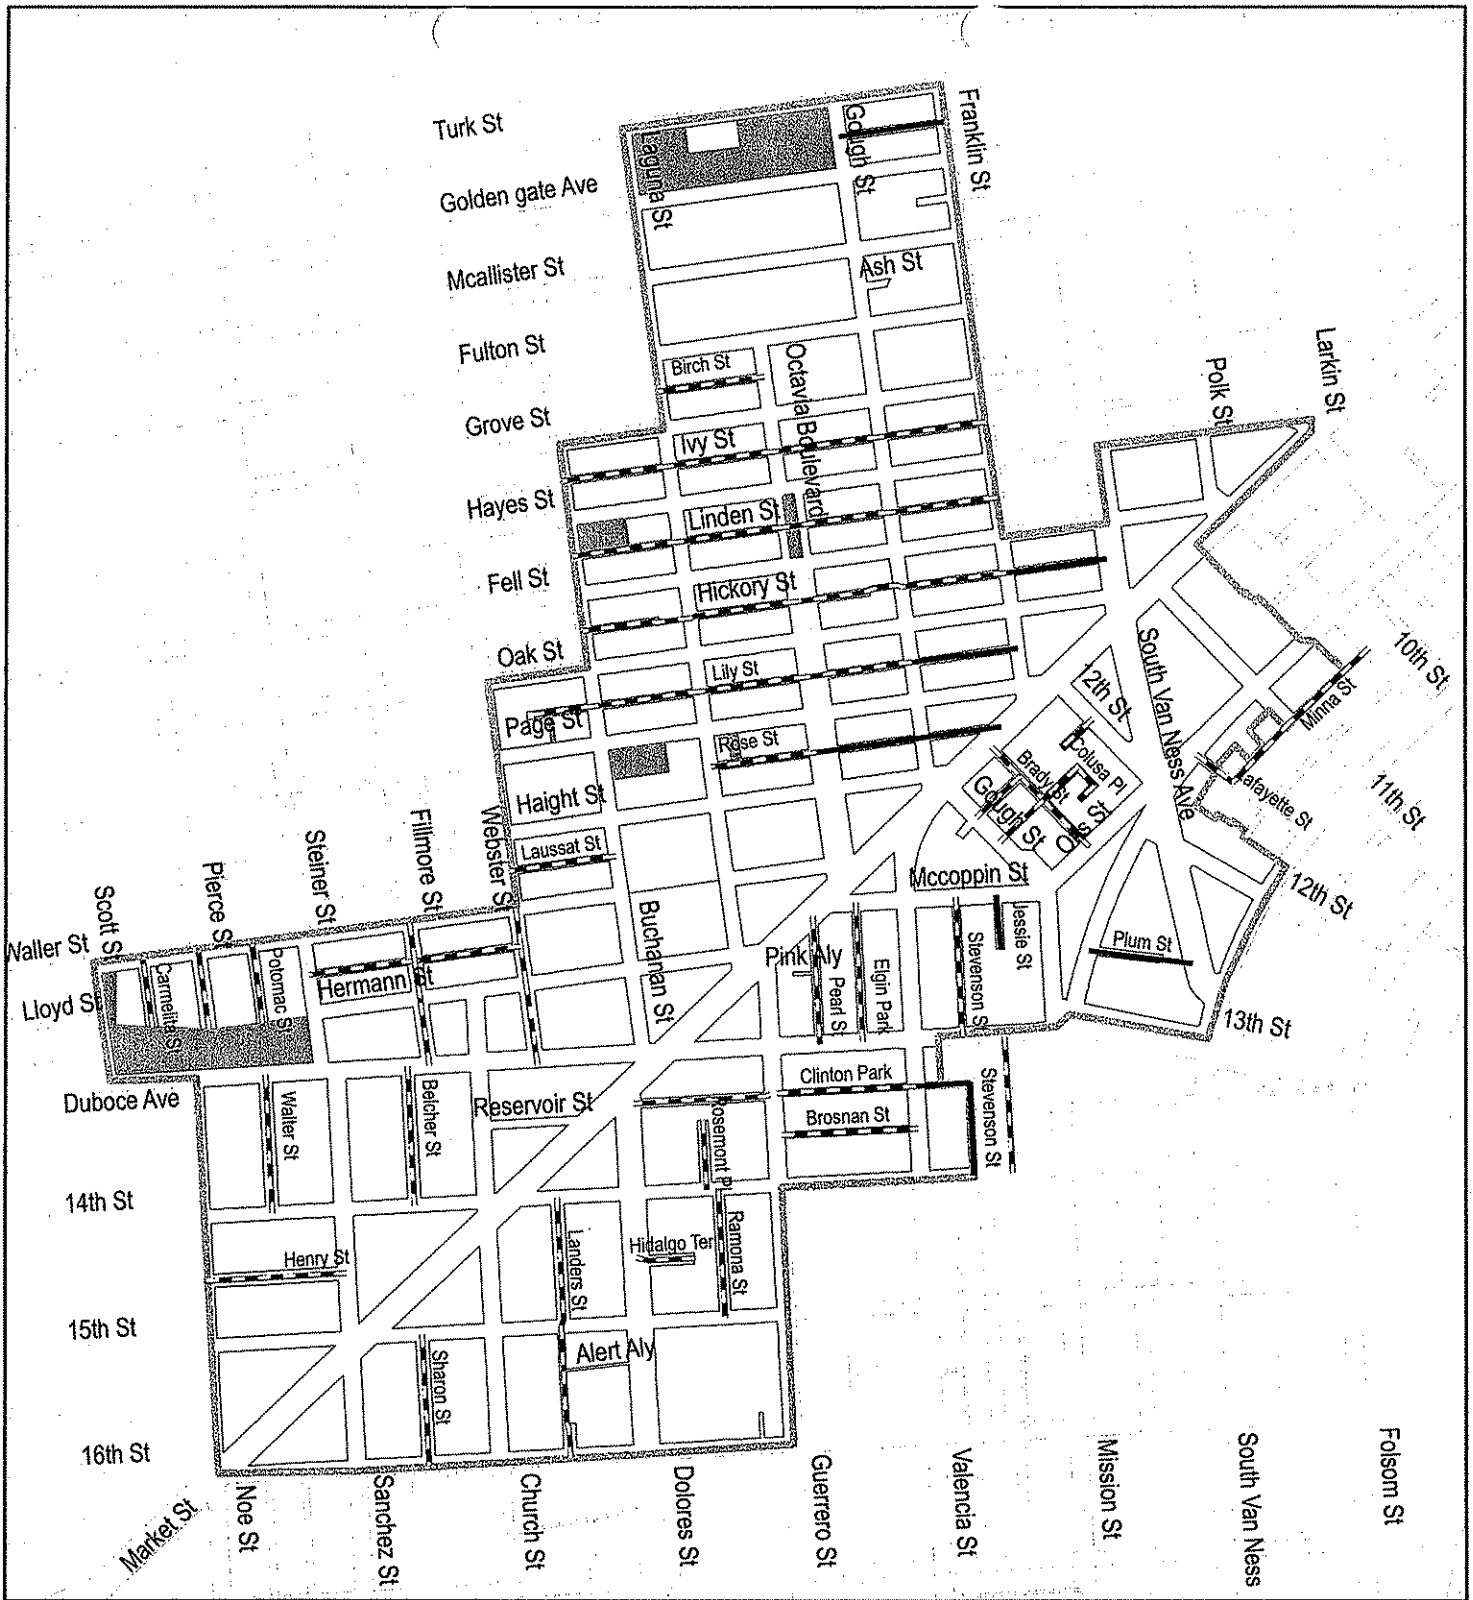 Turk St
Golden gate Ave
Mcallister St
Fulton St
Grove St
Hayes St
Fell St
Oak St
Page St
Haight St
Laussat St
Laguna St
Gough St
Franklin St
Ash St
Birch St
Octavia Boulevard
Ivy St
Linden St
Hickory St
Lily St
Rose St
Polk St
Larkin St
10th St
11th St
12th St
13th St
12th St
South Van Ness Ave
Minna St
Lafayette St
Colusa Pl
Brady St
Gough St
Otis St
Mccoppin St
Jessie St
Stevenson St
Plum St
Elgin Park
Pearl St
Pink Aly
Buchanan St
Webster St
Fillmore St
Steiner St
Pierce St
Scott St
Waller St
Lloyd St
Carmelita St
Potomac St
Hermann St
Duboce Ave
Walter St
Belcher St
Reservoir St
Clinton Park
Brosnan St
Stevenson St
Rosemont Pl
14th St
Henry St
Landers St
Hidalgo Ter
Ramona St
15th St
Sharon St
Alert Aly
16th St
Market St
Noe St
Sanchez St
Church St
Dolores St
Guerrero St
Valencia St
Mission St
South Van Ness
Folsom St